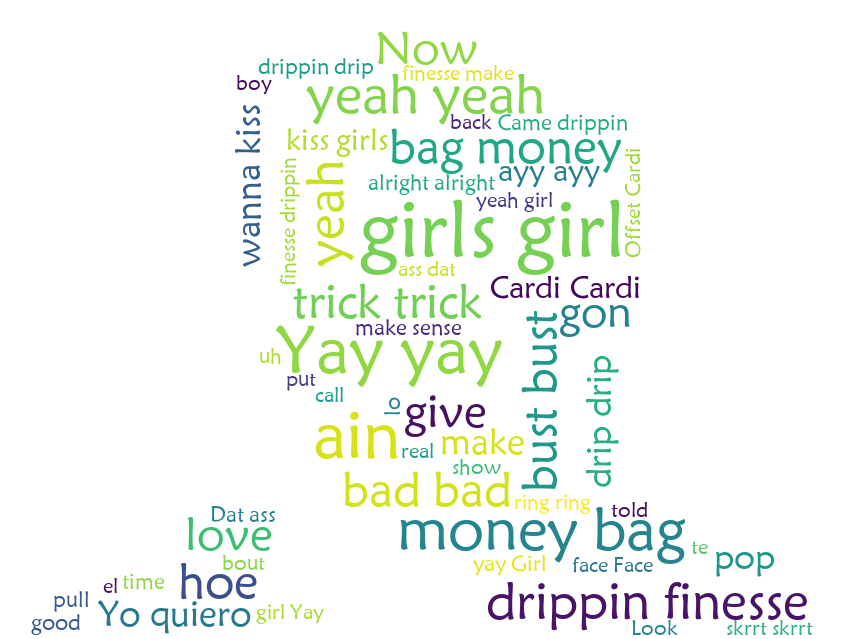 Now
drippin drip
finesse make
boy
yeah yeah
back
Came drippin
wanna kiss
kiss girls
bag money
ayy ayy
finesse drippin
yeah
alright alright
yeah girl
Offset Cardi
girls girl
ass dat
Cardi Cardi
trick trick
gon
make sense
Yay yay
uh
bust bust
put
call
lo
give
drip drip
ain
real
make
show
bad bad
ring ring
told
Dat ass
love
money bag
te
pop
bout
yay Girl
face Face
el
time
hoe
pull
good
Yo quiero
girl Yay
drippin finesse
Look
skrrt skrrt